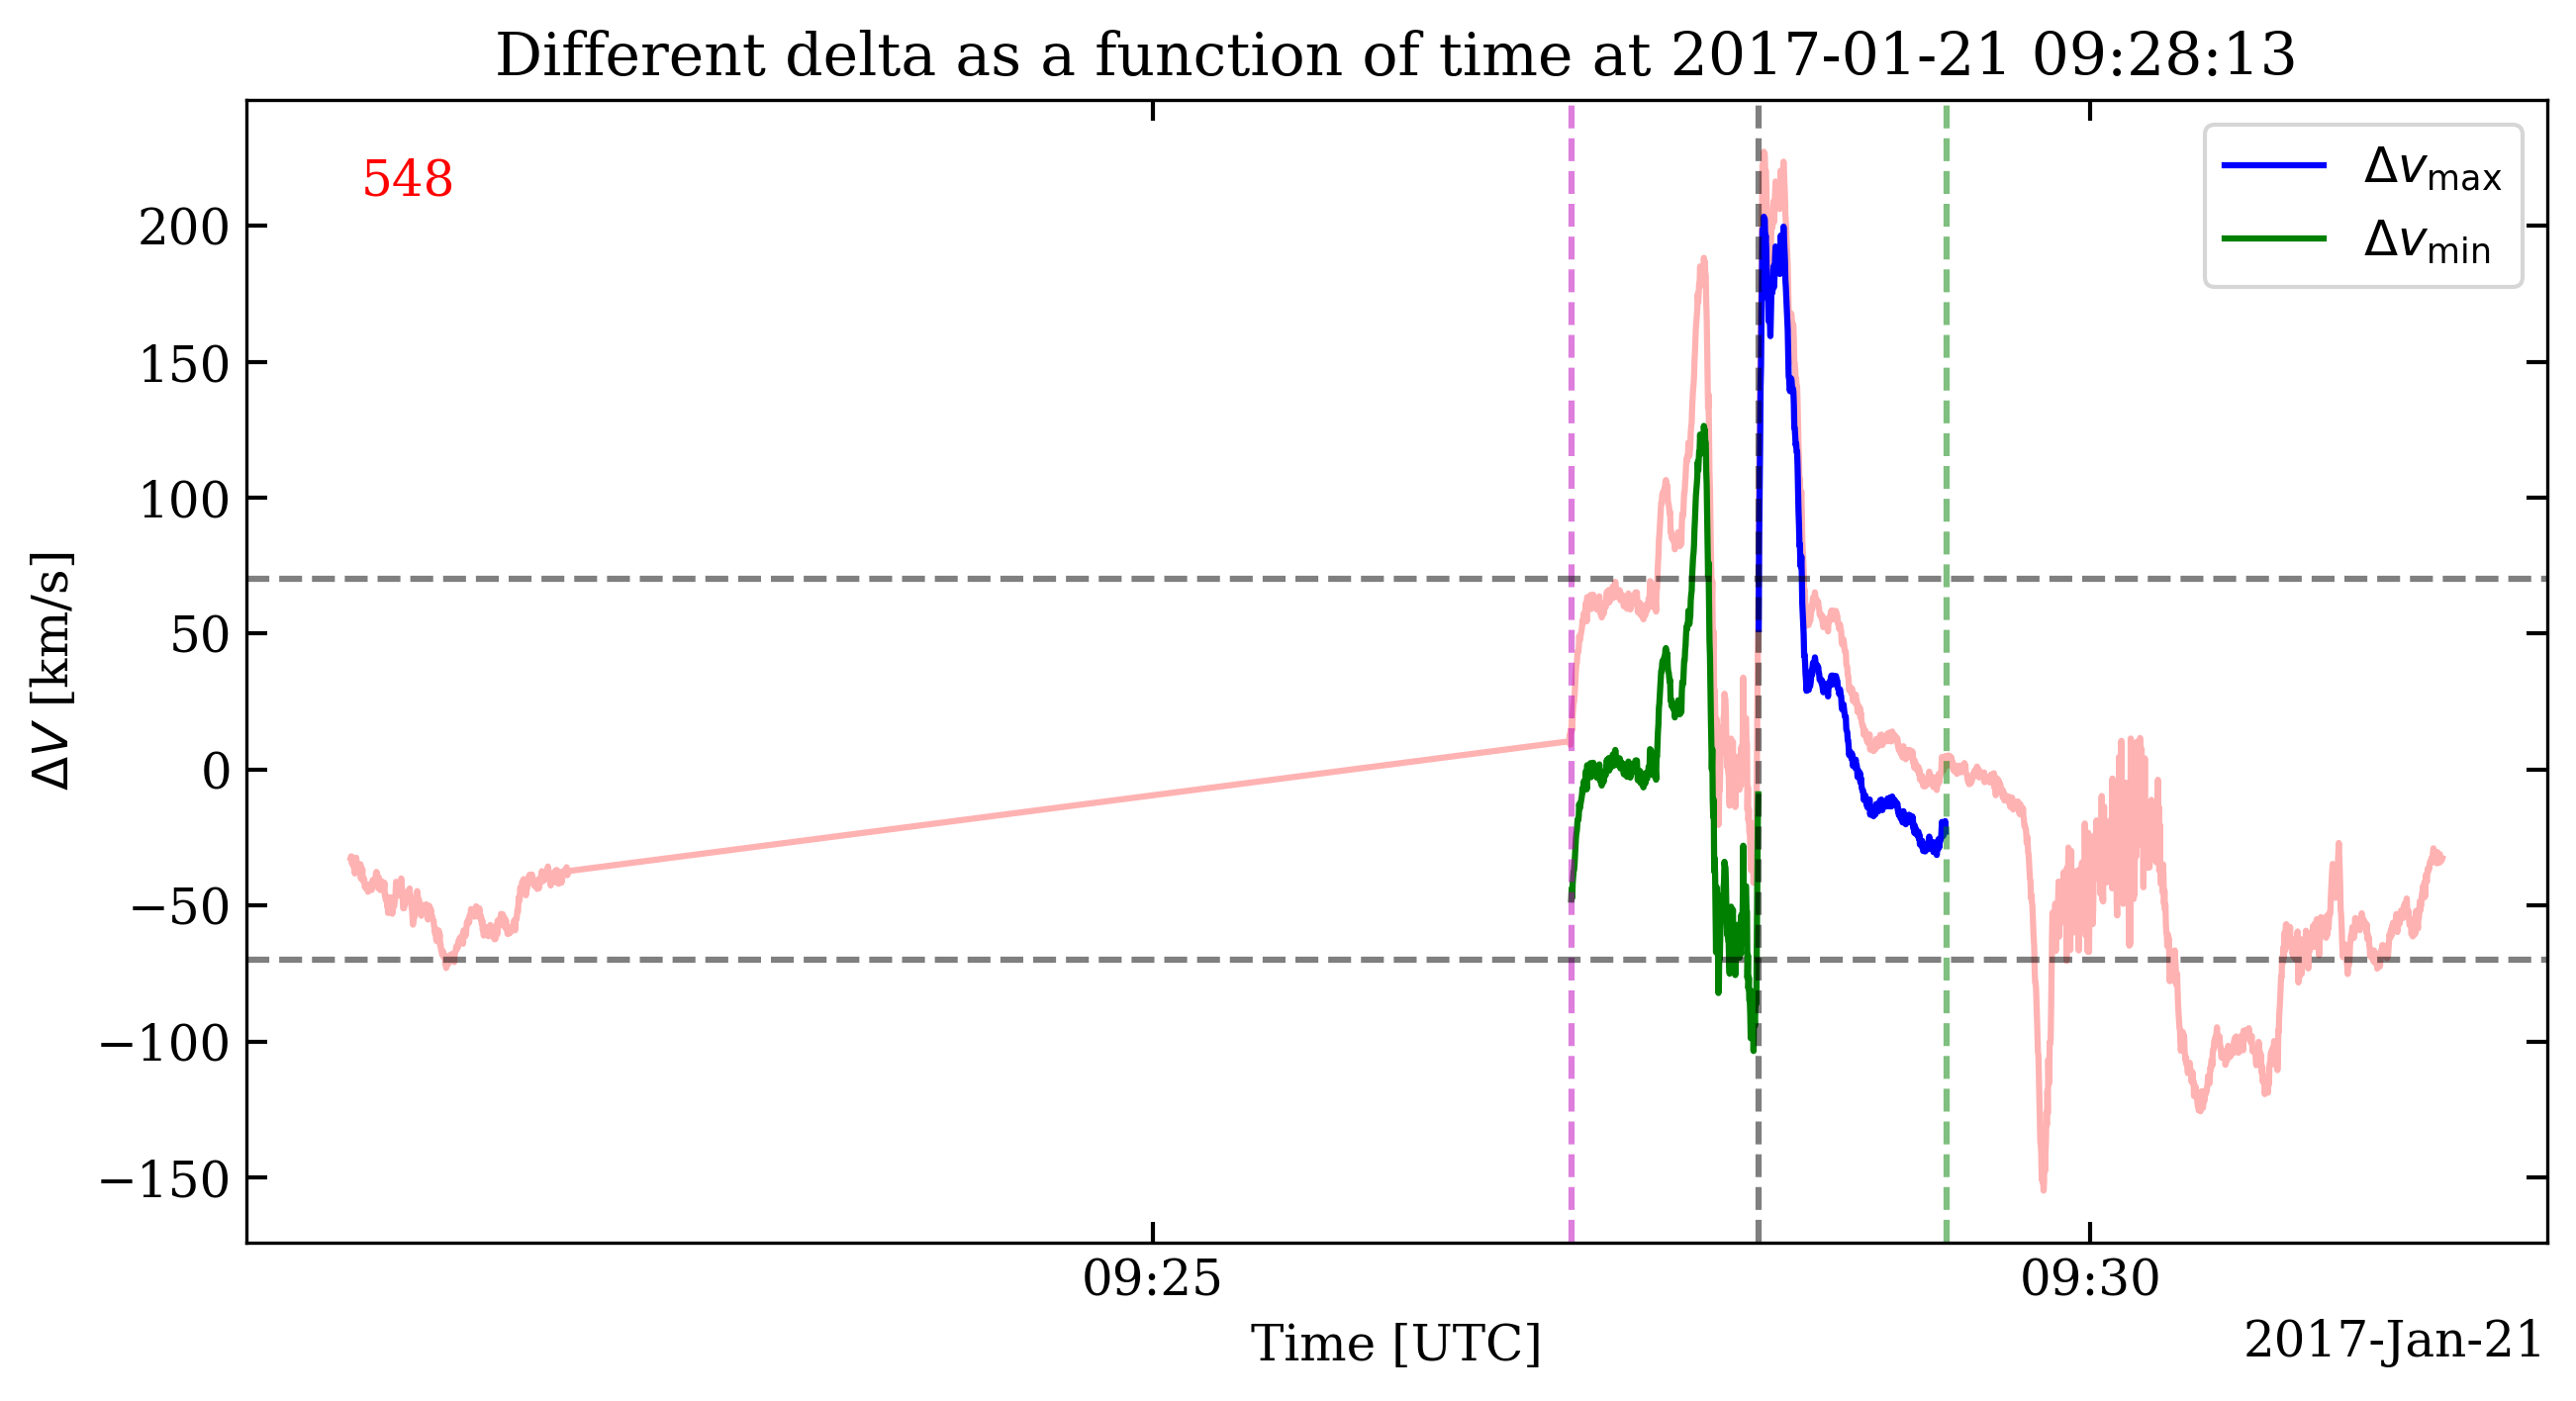 Different delta as a function of time at 2017-01-21 09:28:13
548
Δvmax
Δvmin
200
150
100
50
0
−50
−100
−150
ΔV [km/s]
09:25
09:30
Time [UTC]
2017-Jan-21